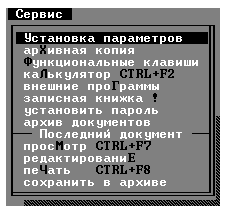 Сервис
Установка параметров
арХивная копия
Функциональные клавиши
каЛькулятор CTRL+F2
внешние проГраммы
записная книжка !
устаноВить пароль
архив документов
Последний документ
просМотр CTRL+F7
редактированиЕ
пеЧать CTRL+F8
сохранить в архиве